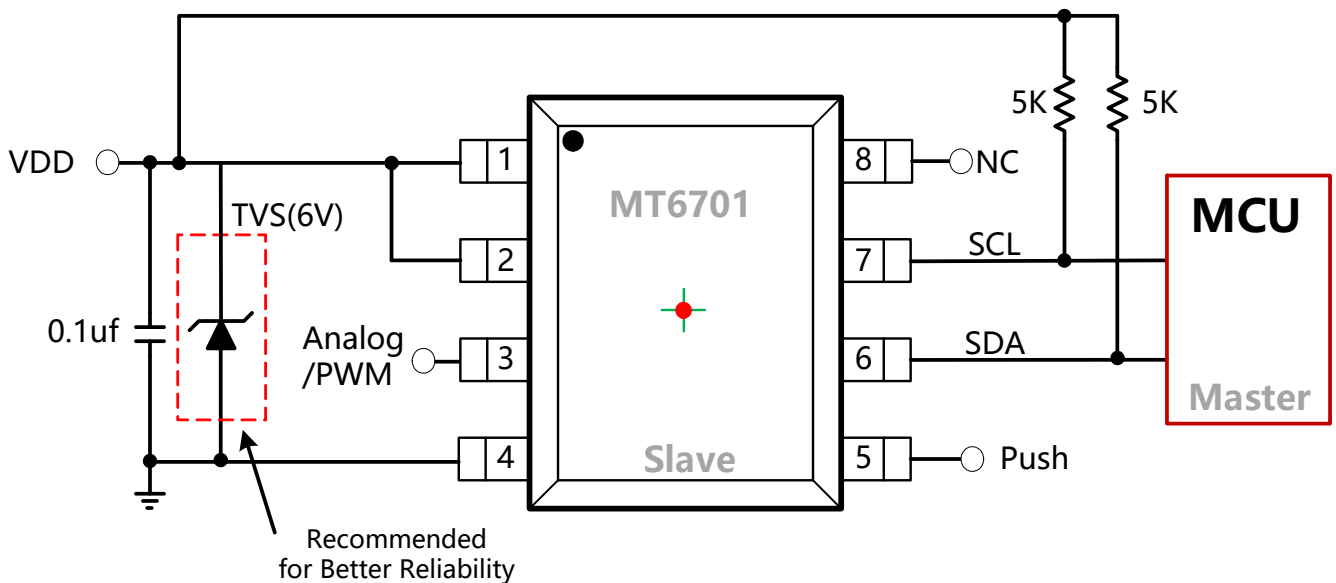 5K
5K
VDD
1
8
NC
MT6701
MCU
TVS(6V)
2
7
SCL
0.1uf
Analog
/PWM
3
6
SDA
Master
4
Slave
5
Push
Recommended
for Better Reliability